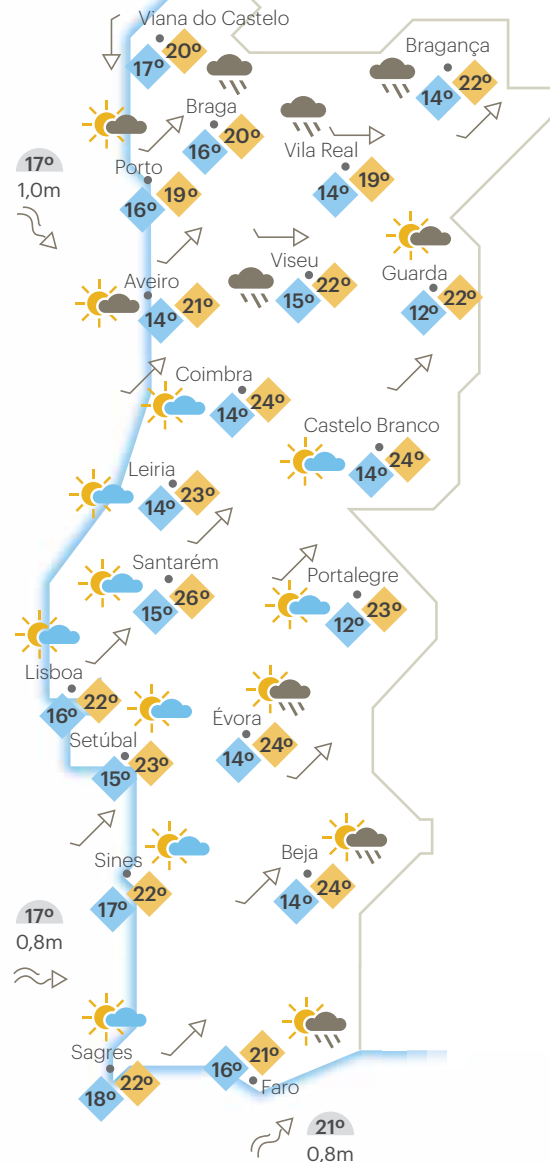 Viana do Castelo
17º 20º
Bragança
14º 22º
Braga
16º 20º
Vila Real
14º 19º
17º
1,0m
Porto
16º 19º
Viseu
15º 22º
Guarda
12º 22º
Aveiro
14º 21º
Coimbra
14º 24º
Castelo Branco
14º 24º
Leiria
14º 23º
Santarém
15º 26º
Portalegre
12º 23º
Lisboa
16º 22º
Évora
14º 24º
Setúbal
15º 23º
Sines
17º 22º
Beja
14º 24º
17º
0,8m
Sagres
18º 22º
16º 21º
Faro
21º
0,8m